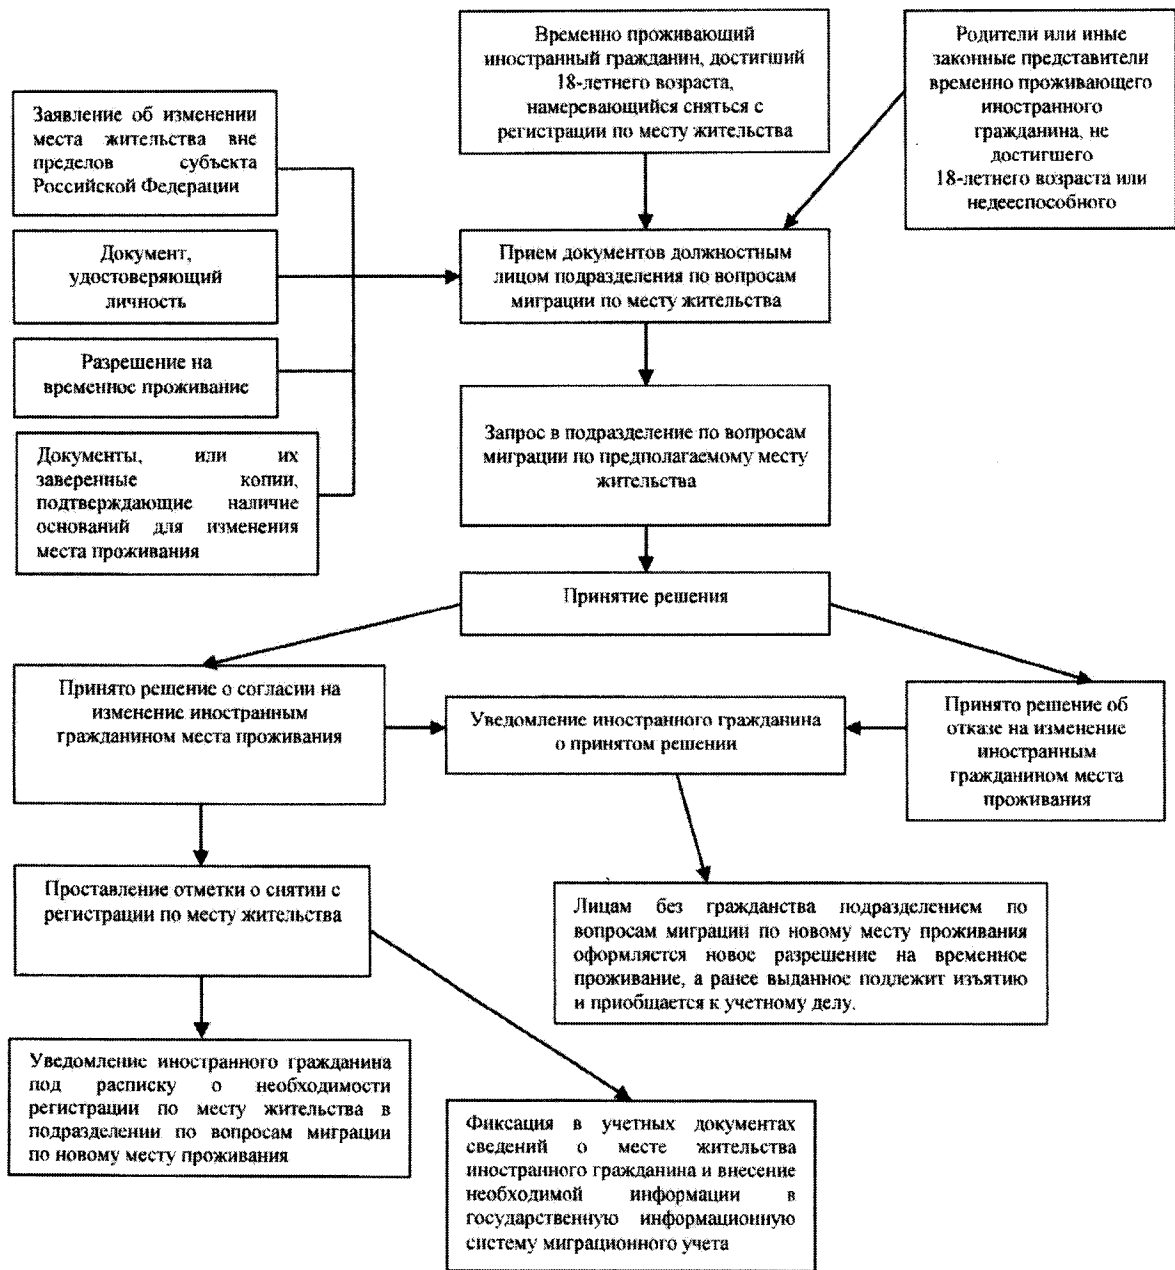 Временно проживающий
иностранный гражданин, достигший
18-летнего возраста,
намеревающийся сняться с
регистрации по месту жительства
Родители или иные
законные представители
временно проживающего
иностранного
гражданина, не
достигшего
18-летнего возраста или
недееспособного
Заявление об изменении
места жительства вне
пределов субъекта
Российской Федерации
Документ,
удостоверяющий
личность
Разрешение на
временное проживание
Документы, или их
заверенные копии,
подтверждающие наличие
оснований для изменения
места проживания
Прием документов должностным
лицом подразделения по вопросам
миграции по месту жительства
Запрос в подразделение по вопросам
миграции по предполагаемому месту
жительства
Принятие решения
Принято решение о согласии на
изменение иностранным
гражданином места проживания
Уведомление иностранного гражданина
о принятом решении
Принято решение об
отказе на изменение
иностранным
гражданином места
проживания
Проставление отметки о снятии с
регистрации по месту жительства
Лицам без гражданства подразделением по
вопросам миграции по новому месту проживания
оформляется новое разрешение на временное
проживание, а ранее выданное подлежит изъятию
и приобщается к учетному делу.
Уведомление иностранного гражданина
под расписку о необходимости
регистрации по месту жительства в
подразделении по вопросам миграции
по новому месту проживания
Фиксация в учетных документах
сведений о месте жительства
иностранного гражданина и внесение
необходимой информации в
государственную информационную
систему миграционного учета